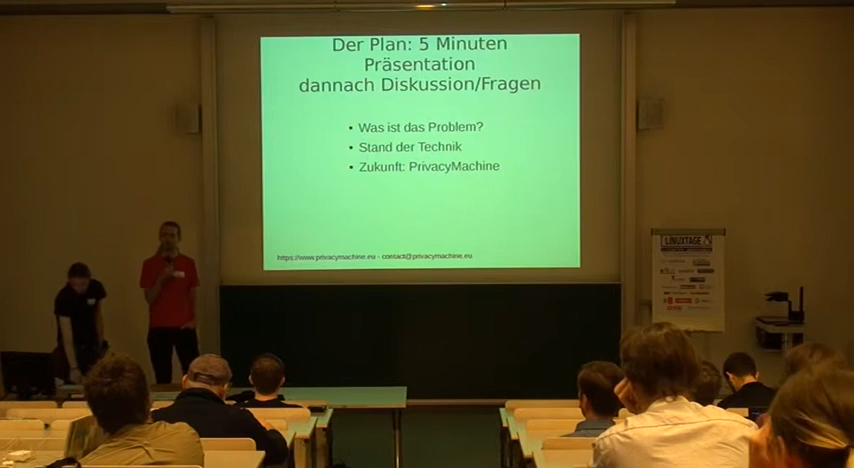 Der Plan: 5 Minuten
Präsentation
dannach Diskussion/Fragen
• Was ist das Problem?
• Stand der Technik
• Zukunft: PrivacyMachine
https://www.privacymachine.eu - contact@privacymachine.eu
LINUXTAGE